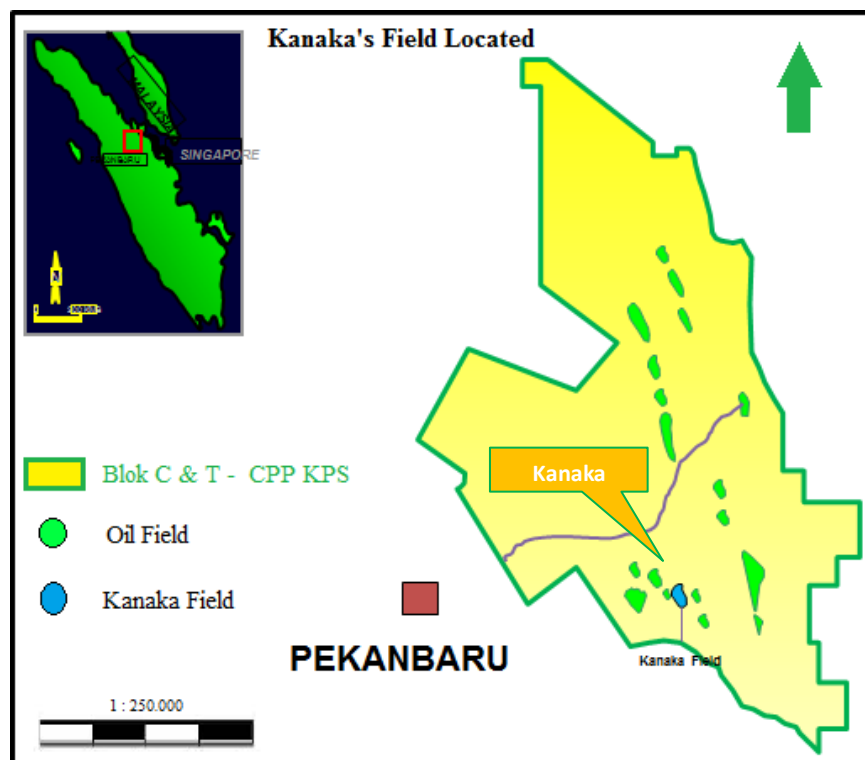 Kanaka's Field Located
MALAYSIA
SINGAPORE
Blok C & T - CPP KPS
Oil Field
Kanaka Field
1 : 250.000
PEKANBARU
Kanaka
Kanaka Field